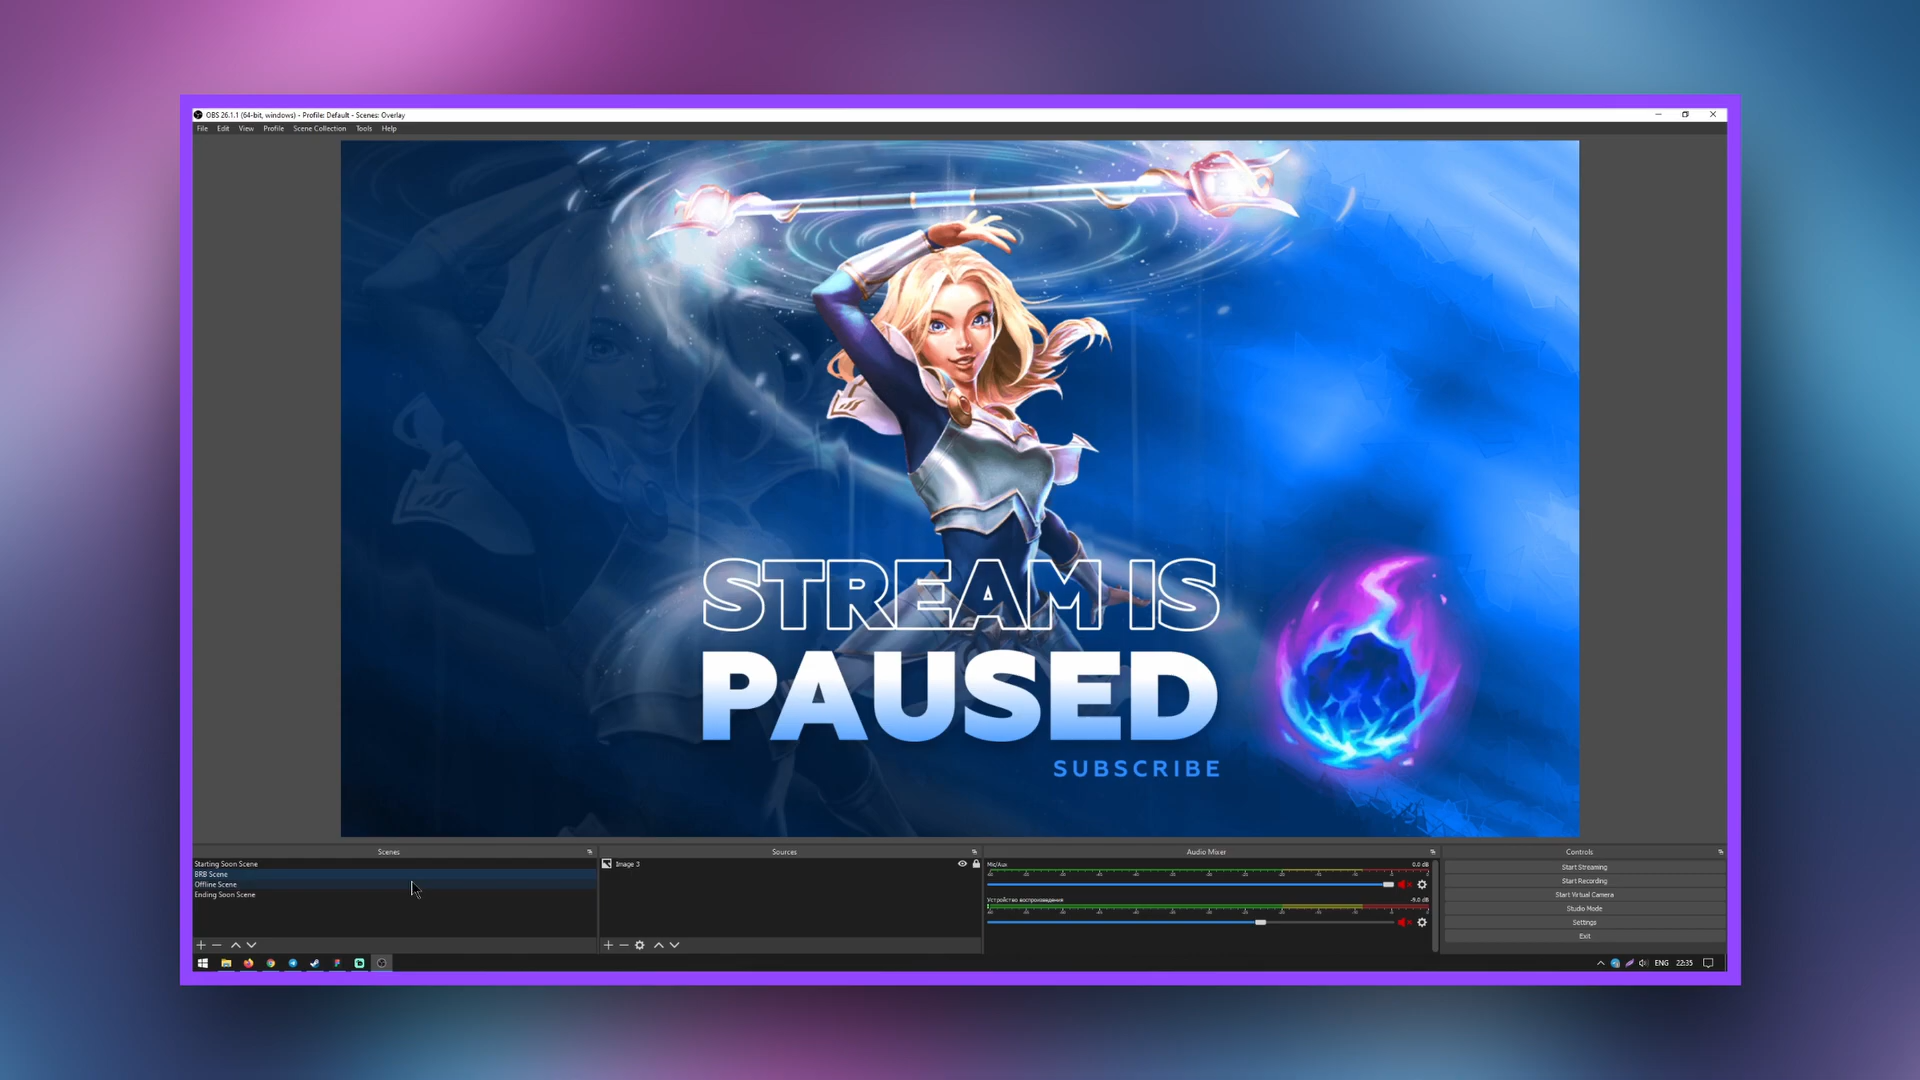 OBS 26.1.1 (64-bit, windows) - Profile: Default - Scenes: Overlay
File Edit View Profile Scene Collection Tools Help
STREAM IS
PAUSED
SUBSCRIBE
Scenes
Starting Soon Scene
BRB Scene
Offline Scene
Ending Soon Scene
Sources
Image 3
Audio Mixer
Mic/Aux 0.0 dB
Устройство воспроизведения -9.0 dB
Controls
Start Streaming
Start Recording
Start Virtual Camera
Studio Mode
Settings
Exit
ENG 22:35